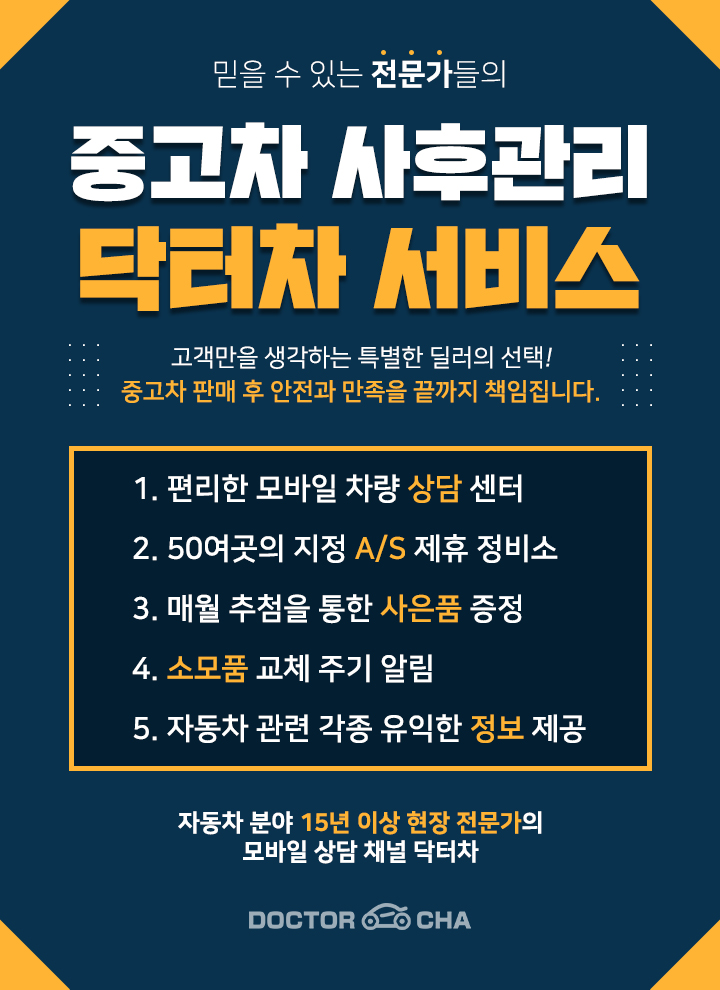 믿을 수 있는 전문가들의
중고차 사후관리
닥터차 서비스
고객만을 생각하는 특별한 딜러의 선택!
중고차 판매 후 안전과 만족을 끝까지 책임집니다.
1. 편리한 모바일 차량 상담 센터
2. 50여곳의 지정 A/S 제휴 정비소
3. 매월 추첨을 통한 사은품 증정
4. 소모품 교체 주기 알림
5. 자동차 관련 각종 유익한 정보 제공
자동차 분야 15년 이상 현장 전문가의
모바일 상담 채널 닥터차
DOCTOR CHA